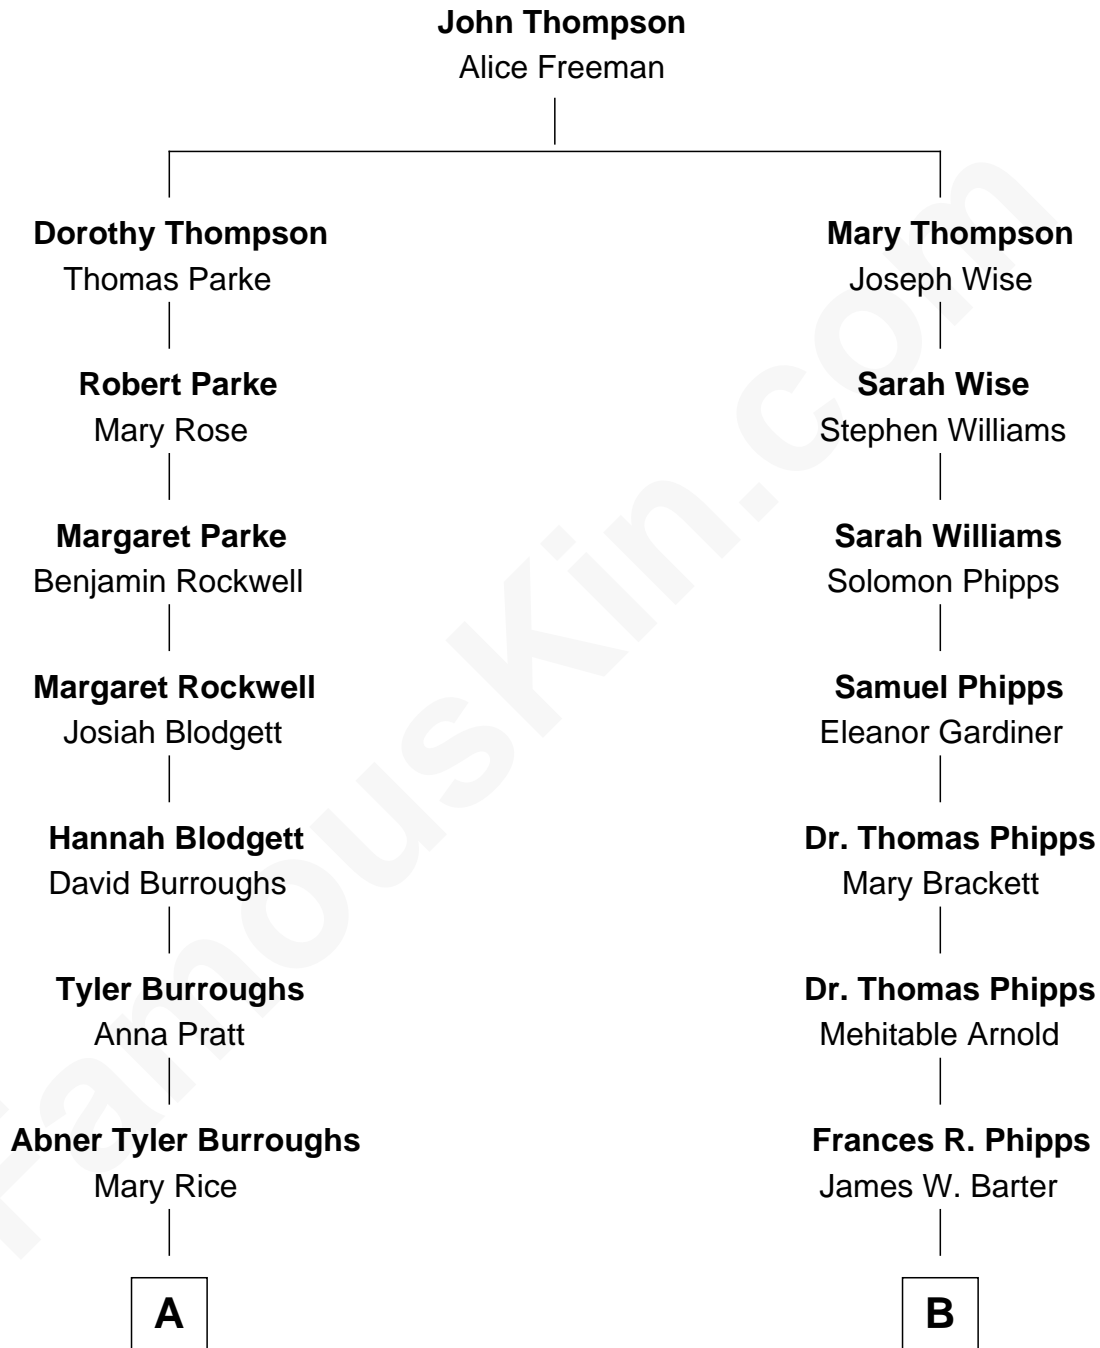 John Thompson
Alice Freeman
Dorothy Thompson
Thomas Parke
Mary Thompson
Joseph Wise
Robert Parke
Mary Rose
Sarah Wise
Stephen Williams
Margaret Parke
Benjamin Rockwell
Sarah Williams
Solomon Phipps
Margaret Rockwell
Josiah Blodgett
Samuel Phipps
Eleanor Gardiner
Hannah Blodgett
David Burroughs
Dr. Thomas Phipps
Mary Brackett
Tyler Burroughs
Anna Pratt
Dr. Thomas Phipps
Mehitable Arnold
Abner Tyler Burroughs
Mary Rice
Frances R. Phipps
James W. Barter
A
B
FamousKin.com